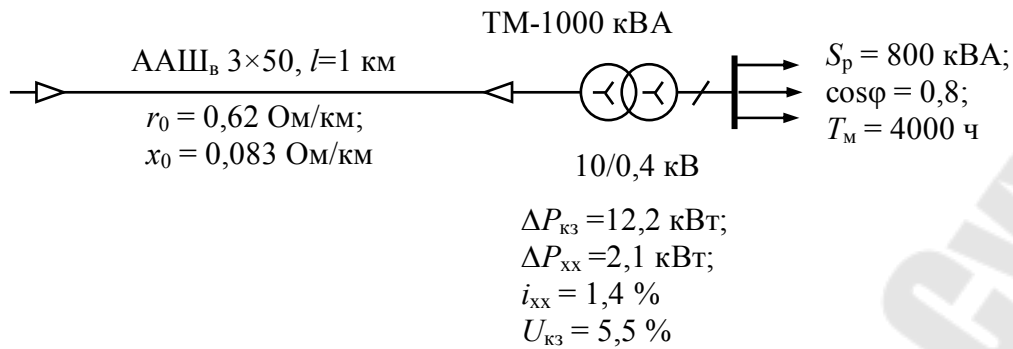 ТМ-1000 кВА
ААШв 3×50, l=1 км
r0 = 0,62 Ом/км;
x0 = 0,083 Ом/км
Sр = 800 кВА;
cosφ = 0,8;
Tм = 4000 ч
10/0,4 кВ
ΔPкз =12,2 кВт;
ΔPхх =2,1 кВт;
iхх = 1,4 %
Uкз = 5,5 %